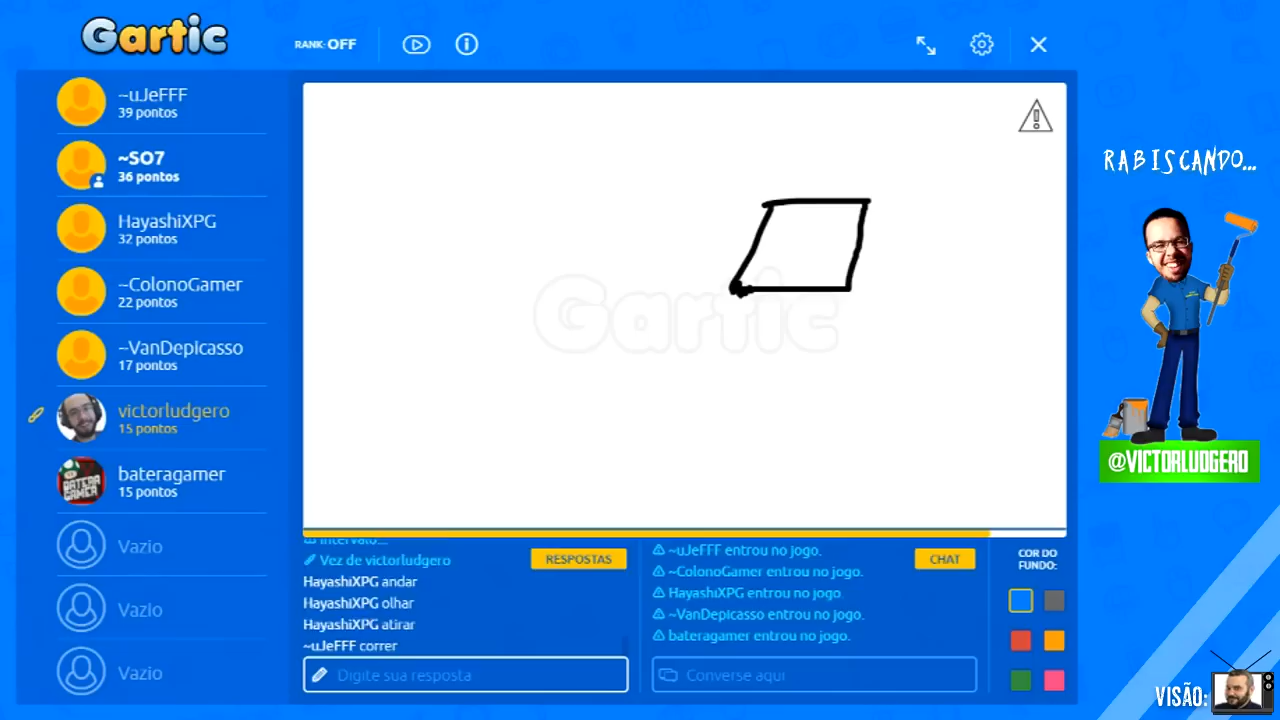 Gartic
RANK: OFF
~uJeFFF
39 pontos
~SO7
36 pontos
HayashiXPG
32 pontos
~ColonoGamer
22 pontos
~VanDepIcasso
17 pontos
victorludgero
15 pontos
BATERA GAMER
bateragamer
15 pontos
Vazio
Vazio
Vazio
Gartic
Intervalo...
Vez de victorludgero
RESPOSTAS
HayashiXPG andar
HayashiXPG olhar
HayashiXPG atirar
~uJeFFF correr
Digite sua resposta
~uJeFFF entrou no jogo.
CHAT
~ColonoGamer entrou no jogo.
HayashiXPG entrou no jogo.
~VanDepIcasso entrou no jogo.
bateragamer entrou no jogo.
Converse aqui
COR DO
FUNDO:
RABISCANDO...
@VICTORLUDGERO
VISÃO: